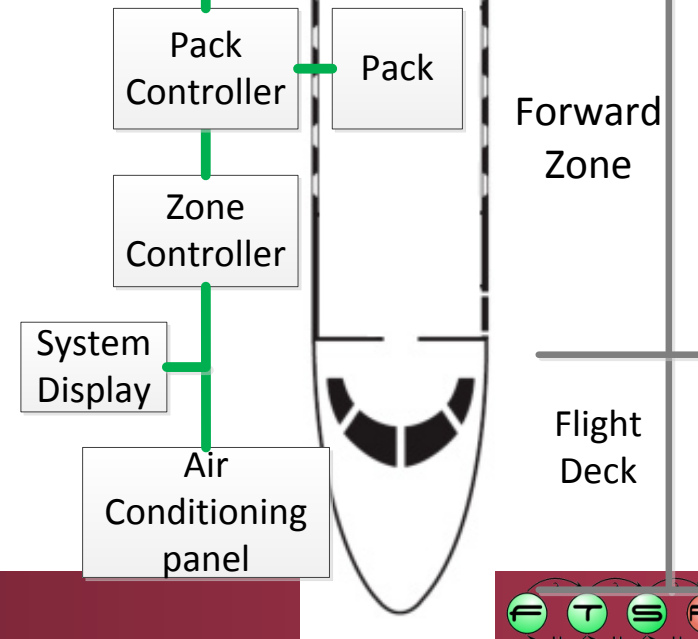 Pack
Controller
Pack
Forward
Zone
Zone
Controller
System
Display
Flight
Deck
Air
Conditioning
panel
F T S